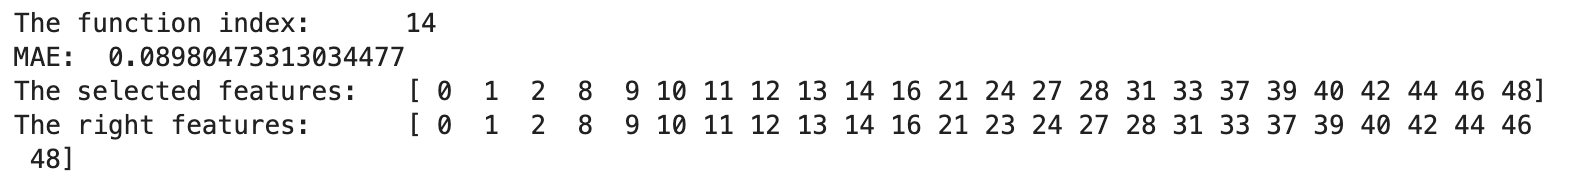 The function index:      14
MAE:  0.08980473313034477
The selected features:   [ 0  1  2  8  9 10 11 12 13 14 16 21 24 27 28 31 33 37 39 40 42 44 46 48]
The right features:      [ 0  1  2  8  9 10 11 12 13 14 16 21 23 24 27 28 31 33 37 39 40 42 44 46
 48]